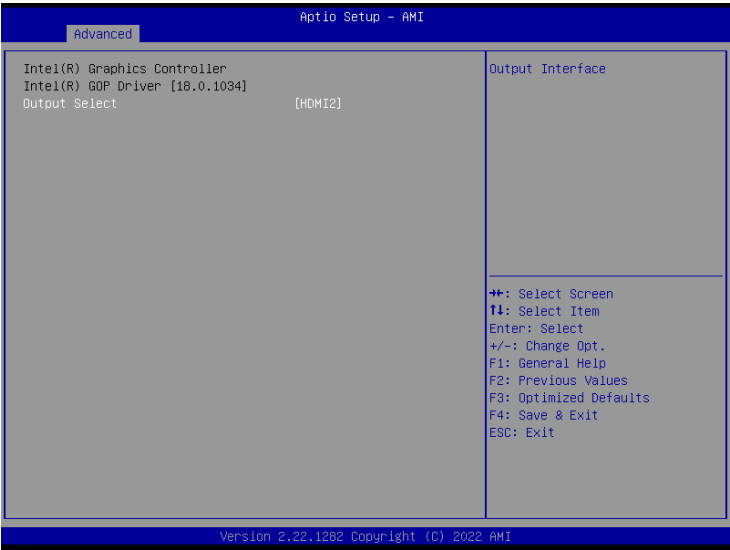 Aptio Setup - AMI
Advanced
Intel(R) Graphics Controller
Intel(R) GOP Driver [18.0.1034]
Output Select [HDMI2]
Output Interface
→←: Select Screen
↑↓: Select Item
Enter: Select
+/-: Change Opt.
F1: General Help
F2: Previous Values
F3: Optimized Defaults
F4: Save & Exit
ESC: Exit
Version 2.22.1282 Copyright (C) 2022 AMI